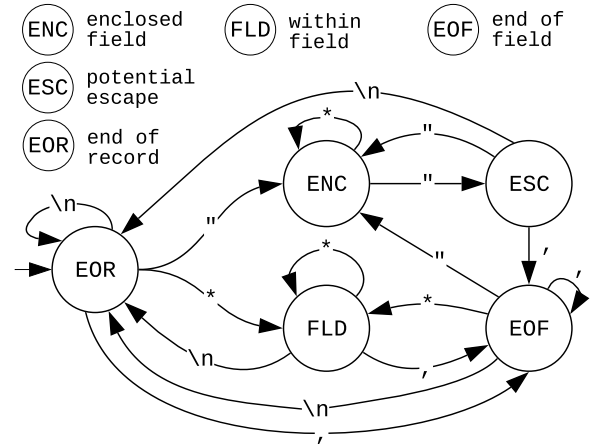 ENC enclosed field
FLD within field
EOF end of field
ESC potential escape
EOR end of record
\n
*
"
ENC
"
ESC
\n
"
"
,
EOR
*
*
*
,
FLD
EOF
\n
,
\n
,